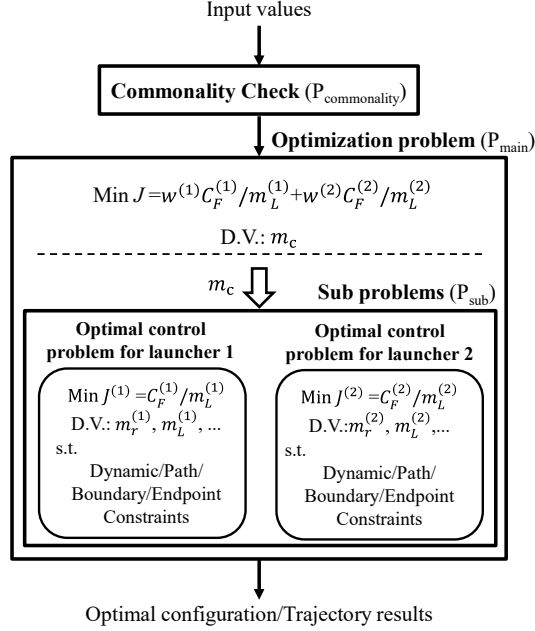 Input values
Commonality Check (P_commonality)
Optimization problem (P_main)
Min J=w^(1)C_F^(1)/m_L^(1)+w^(2)C_F^(2)/m_L^(2)
D.V.: m_c
m_c
Sub problems (P_sub)
Optimal control
problem for launcher 1
Min J^(1) =C_F^(1)/m_L^(1)
D.V.: m_r^(1), m_L^(1), ...
s.t.
Dynamic/Path/
Boundary/Endpoint
Constraints
Optimal control
problem for launcher 2
Min J^(2) =C_F^(2)/m_L^(2)
D.V.:m_r^(2), m_L^(2),...
s.t.
Dynamic/Path/
Boundary/Endpoint
Constraints
Optimal configuration/Trajectory results